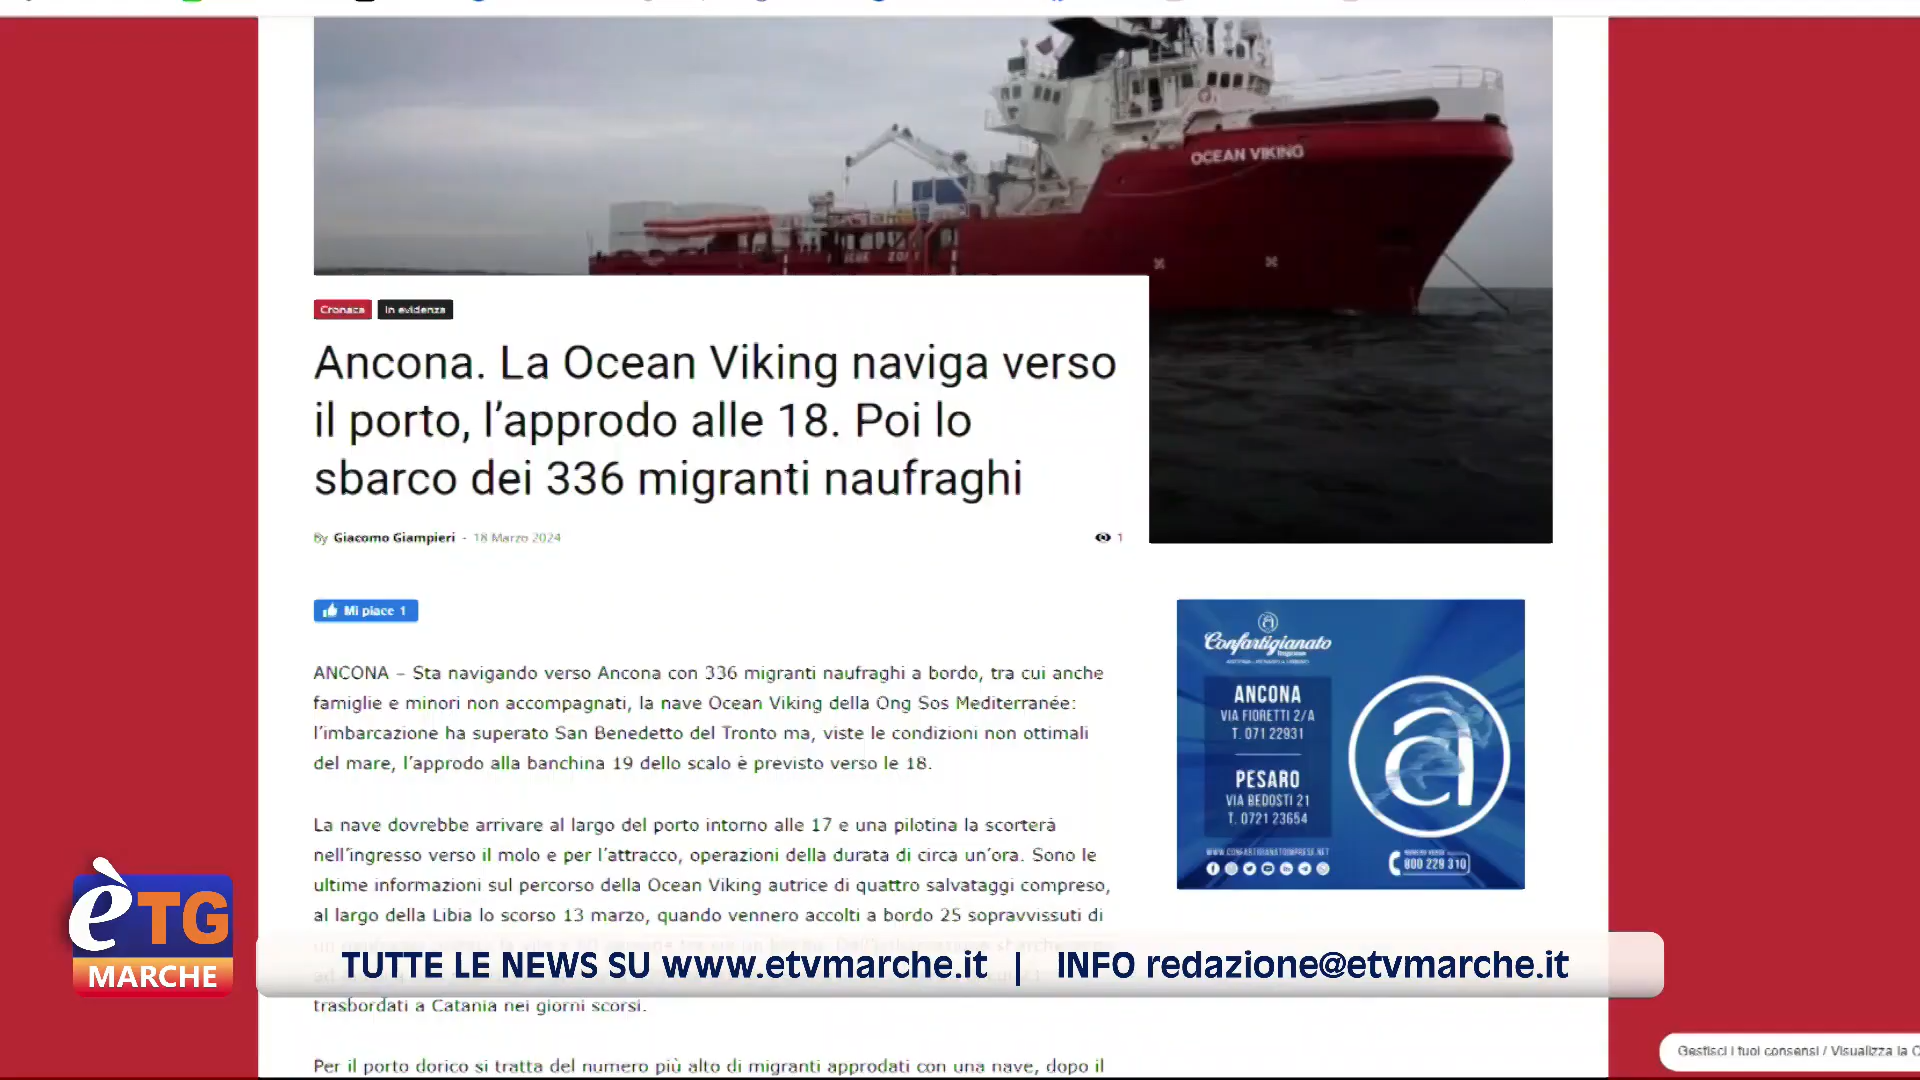 OCEAN VIKING
Cronaca
In evidenza
Ancona. La Ocean Viking naviga verso
il porto, l’approdo alle 18. Poi lo
sbarco dei 336 migranti naufraghi
By Giacomo Giampieri - 18 Marzo 2024
1
Mi piace 1
ANCONA – Sta navigando verso Ancona con 336 migranti naufraghi a bordo, tra cui anche
famiglie e minori non accompagnati, la nave Ocean Viking della Ong Sos Mediterranée:
l’imbarcazione ha superato San Benedetto del Tronto ma, viste le condizioni non ottimali
del mare, l’approdo alla banchina 19 dello scalo è previsto verso le 18.
La nave dovrebbe arrivare al largo del porto intorno alle 17 e una pilotina la scorterà
nell’ingresso verso il molo e per l’attracco, operazioni della durata di circa un’ora. Sono le
ultime informazioni sul percorso della Ocean Viking autrice di quattro salvataggi compreso,
al largo della Libia lo scorso 13 marzo, quando vennero accolti a bordo 25 sopravvissuti di
trasbordati a Catania nei giorni scorsi.
Per il porto dorico si tratta del numero più alto di migranti approdati con una nave, dopo il
Confartigianato
Imprese
ANCONA
VIA FIORETTI 2/A
T. 071 22931
PESARO
VIA BEDOSTI 21
T. 0721 23654
WWW.CONFARTIGIANATOIMPRESE.NET
NUMERO VERDE
800 229 310
è TG
MARCHE
TUTTE LE NEWS SU www.etvmarche.it | INFO redazione@etvmarche.it
Gestisci i tuoi consensi / Visualizza la